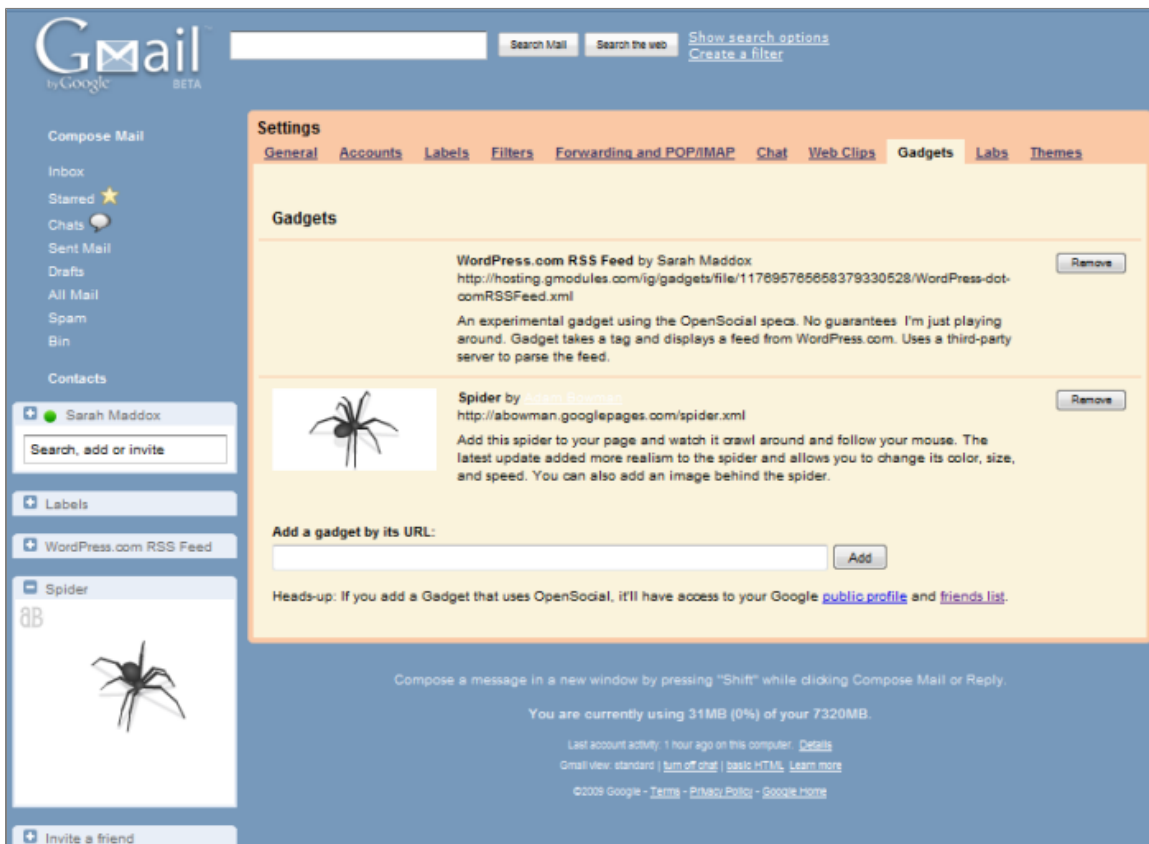 Gmail
by Google BETA
Search Mail Search the web Show search options
Create a filter
Compose Mail
Inbox
Starred
Chats
Sent Mail
Drafts
All Mail
Spam
Bin
Contacts
Sarah Maddox
Search, add or invite
Labels
WordPress.com RSS Feed
Spider
aB
Invite a friend
Settings
General Accounts Labels Filters Forwarding and POP/IMAP Chat Web Clips Gadgets Labs Themes
Gadgets
WordPress.com RSS Feed by Sarah Maddox Remove
http://hosting.gmodules.com/ig/gadgets/file/117695765658379330528/WordPress-dot-
comRSSFeed.xml
An experimental gadget using the OpenSocial specs. No guarantees I'm just playing
around. Gadget takes a tag and displays a feed from WordPress.com. Uses a third-party
server to parse the feed.
Spider by Adam Bowman Remove
http://abowman.googlepages.com/spider.xml
Add this spider to your page and watch it crawl around and follow your mouse. The
latest update added more realism to the spider and allows you to change its color, size,
and speed. You can also add an image behind the spider.
Add a gadget by its URL:
Add
Heads-up: If you add a Gadget that uses OpenSocial, it'll have access to your Google public profile and friends list.
Compose a message in a new window by pressing "Shift" while clicking Compose Mail or Reply.
You are currently using 31MB (0%) of your 7320MB.
Last account activity: 1 hour ago on this computer. Details
Gmail view: standard | turn off chat | basic HTML Learn more
©2009 Google - Terms - Privacy Policy - Google Home